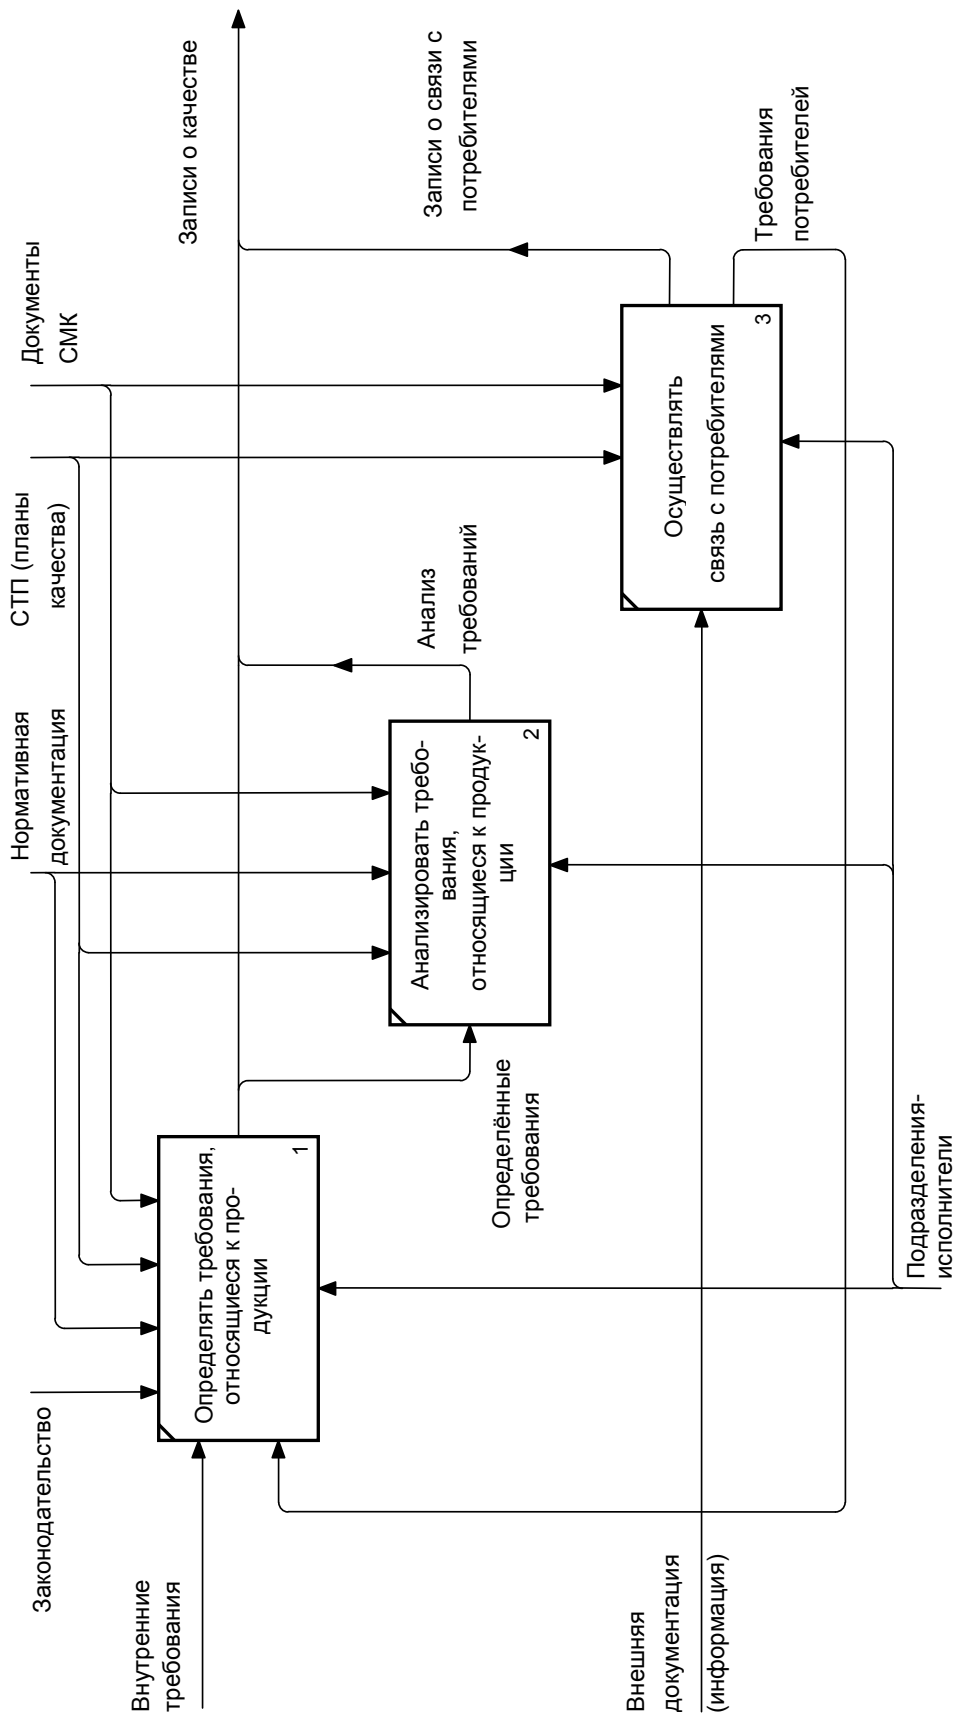 Законодательство
Нормативная
документация
СТП (планы
качества)
Документы
СМК
Внутренние
требования
Определять требования,
относящиеся к про-
дукции
1
Записи о качестве
Определённые
требования
Анализировать требо-
вания,
относящиеся к продук-
ции
2
Анализ
требований
Записи о связи с
потребителями
Внешняя
документация
(информация)
Осуществлять
связь с потребителями
3
Требования
потребителей
Подразделения-
исполнители